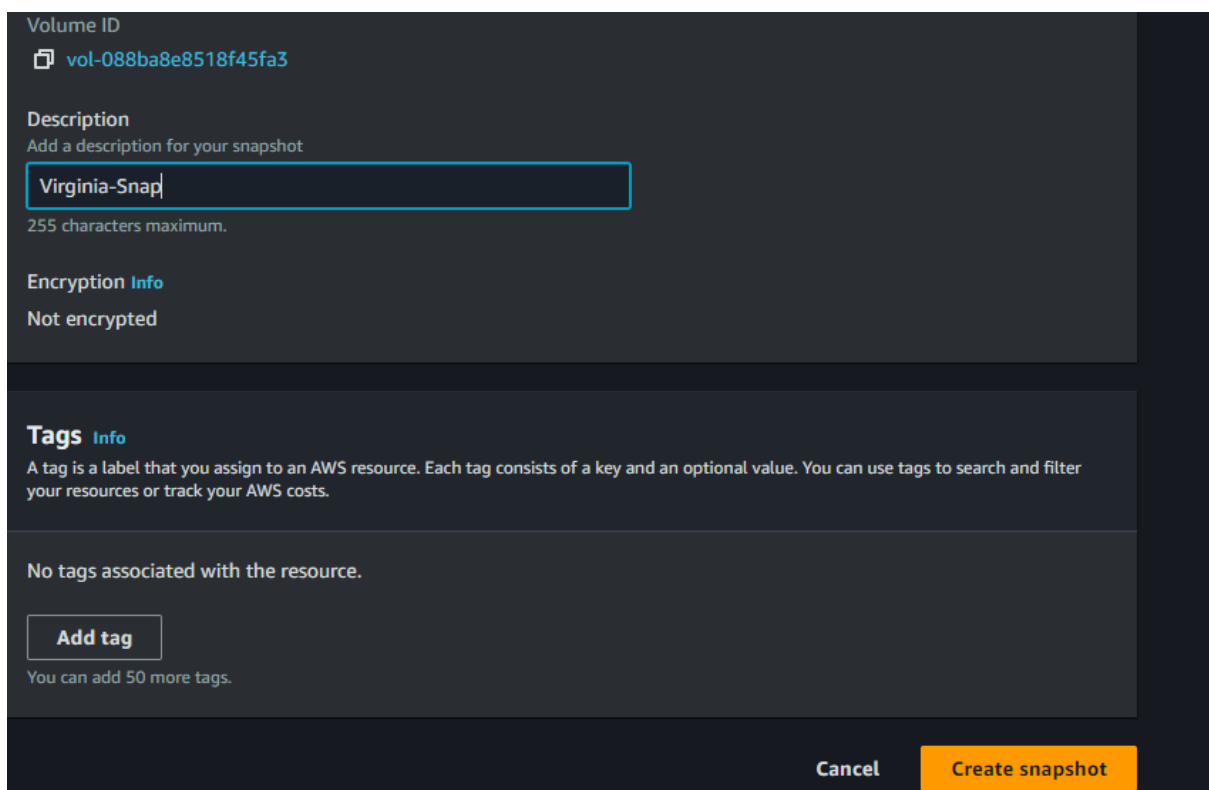 Volume ID
vol-088ba8e8518f45fa3
Description
Add a description for your snapshot
Virginia-Snap
255 characters maximum.
Encryption Info
Not encrypted
Tags Info
A tag is a label that you assign to an AWS resource. Each tag consists of a key and an optional value. You can use tags to search and filter
your resources or track your AWS costs.
No tags associated with the resource.
Add tag
You can add 50 more tags.
Cancel Create snapshot